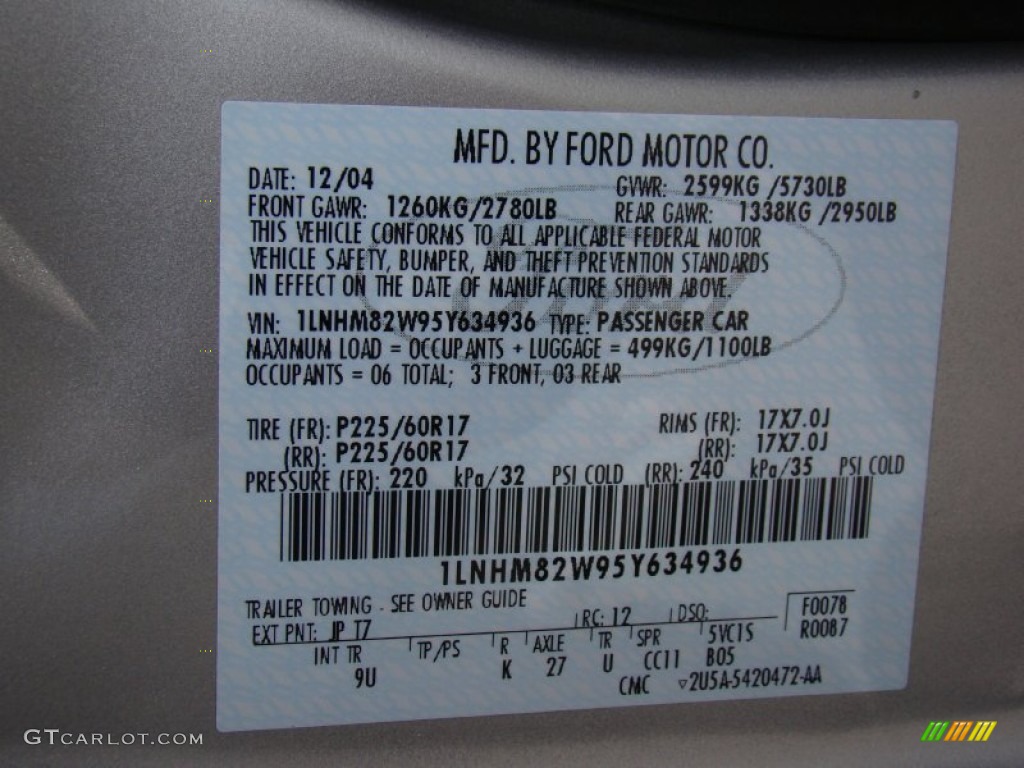 MFD. BY FORD MOTOR CO.
DATE: 12/04 GVWR: 2599KG /5730LB
FRONT GAWR: 1260KG/2780LB REAR GAWR: 1338KG /2950LB
THIS VEHICLE CONFORMS TO ALL APPLICABLE FEDERAL MOTOR
VEHICLE SAFETY, BUMPER, AND THEFT PREVENTION STANDARDS
IN EFFECT ON THE DATE OF MANUFACTURE SHOWN ABOVE.
VIN: 1LNHM82W95Y634936 TYPE: PASSENGER CAR
MAXIMUM LOAD = OCCUPANTS + LUGGAGE = 499KG/1100LB
OCCUPANTS = 06 TOTAL; 3 FRONT, 03 REAR
TIRE (FR): P225/60R17 RIMS (FR): 17X7.0J
(RR): P225/60R17 (RR): 17X7.0J
PRESSURE (FR): 220 kPa/32 PSI COLD (RR): 240 kPa/35 PSI COLD
1LNHM82W95Y634936
TRAILER TOWING - SEE OWNER GUIDE
EXT PNT: JP T7 RC: 12 DSO: F0078
R0087
INT TR TP/PS R AXLE TR SPR 5VC1S
9U K 27 U CC11 B05
CMC ▿2U5A-5420472-AA
GTCARLOT.COM